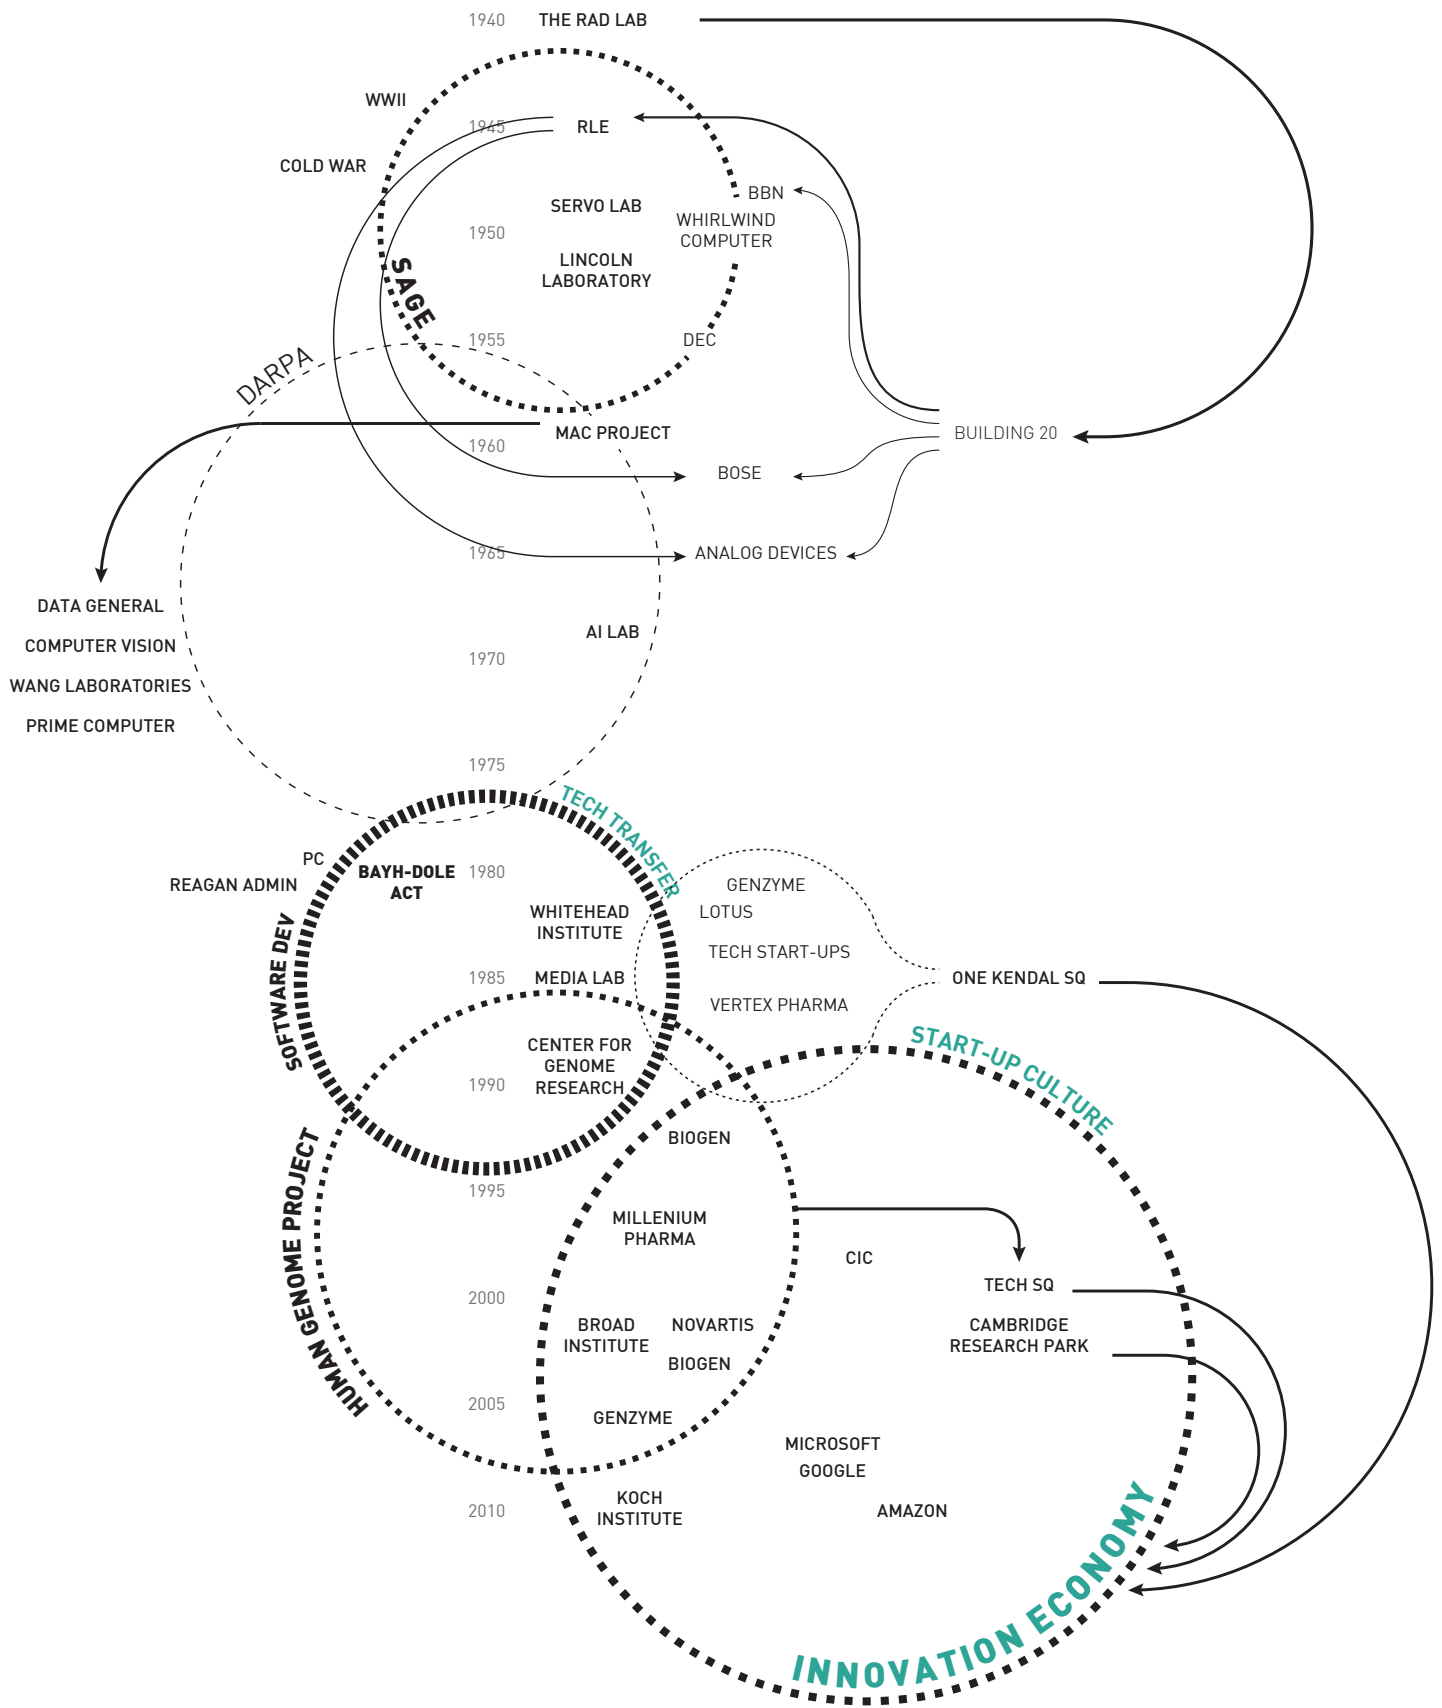 1940
THE RAD LAB
WWII
1945
RLE
COLD WAR
BBN
SERVO LAB
WHIRLWIND
COMPUTER
1950
LINCOLN
LABORATORY
SAGE
1955
DEC
DARPA
MAC PROJECT
BUILDING 20
1960
BOSE
1965
ANALOG DEVICES
DATA GENERAL
AI LAB
COMPUTER VISION
1970
WANG LABORATORIES
PRIME COMPUTER
1975
TECH TRANSFER
PC
REAGAN ADMIN
BAYH-DOLE
ACT
1980
GENZYME
LOTUS
WHITEHEAD
INSTITUTE
TECH START-UPS
SOFTWARE DEV
1985
MEDIA LAB
ONE KENDAL SQ
VERTEX PHARMA
START-UP CULTURE
CENTER FOR
GENOME
RESEARCH
1990
BIOGEN
HUMAN GENOME PROJECT
1995
MILLENIUM
PHARMA
CIC
TECH SQ
2000
BROAD
INSTITUTE
NOVARTIS
CAMBRIDGE
RESEARCH PARK
BIOGEN
2005
GENZYME
MICROSOFT
GOOGLE
2010
KOCH
INSTITUTE
AMAZON
INNOVATION ECONOMY